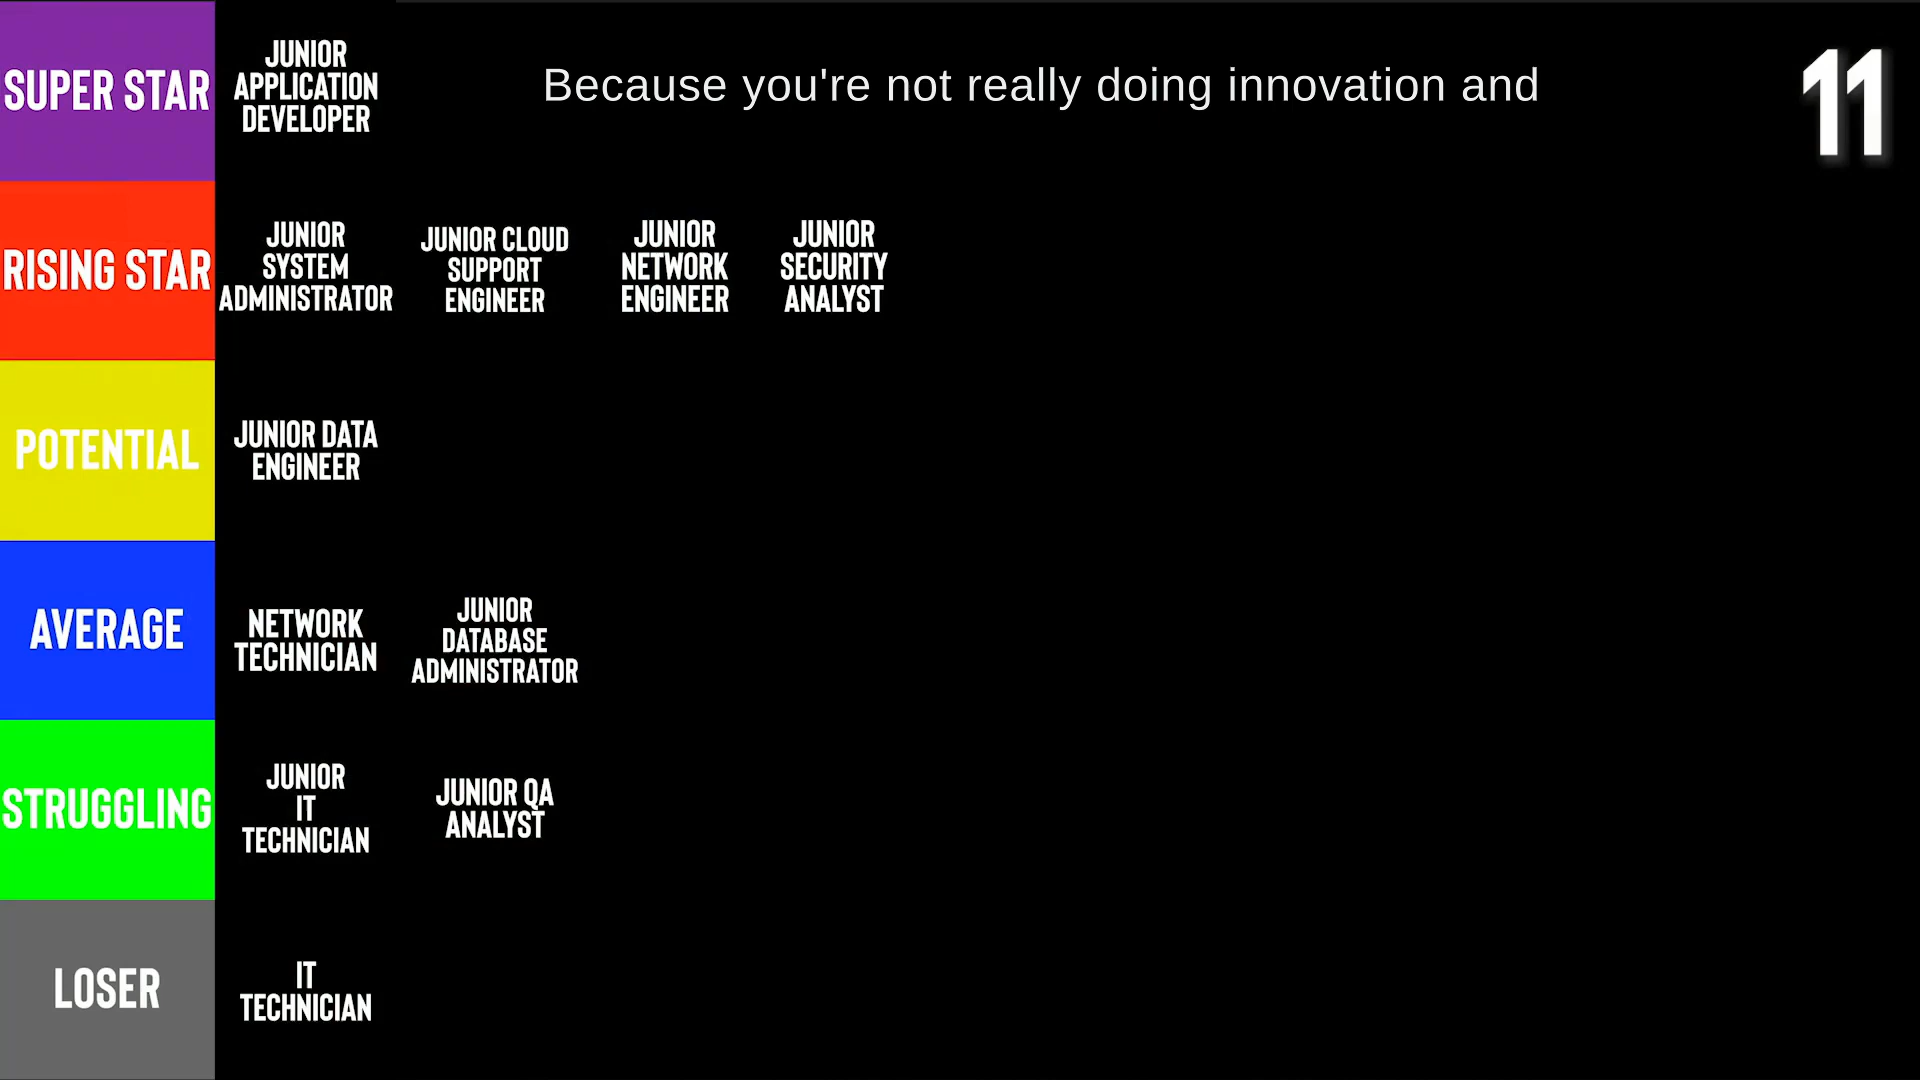 SUPER STAR
JUNIOR
APPLICATION
DEVELOPER
Because you're not really doing innovation and
11
RISING STAR
JUNIOR
SYSTEM
ADMINISTRATOR
JUNIOR CLOUD
SUPPORT
ENGINEER
JUNIOR
NETWORK
ENGINEER
JUNIOR
SECURITY
ANALYST
POTENTIAL
JUNIOR DATA
ENGINEER
AVERAGE
NETWORK
TECHNICIAN
JUNIOR
DATABASE
ADMINISTRATOR
STRUGGLING
JUNIOR
IT
TECHNICIAN
JUNIOR QA
ANALYST
LOSER
IT
TECHNICIAN